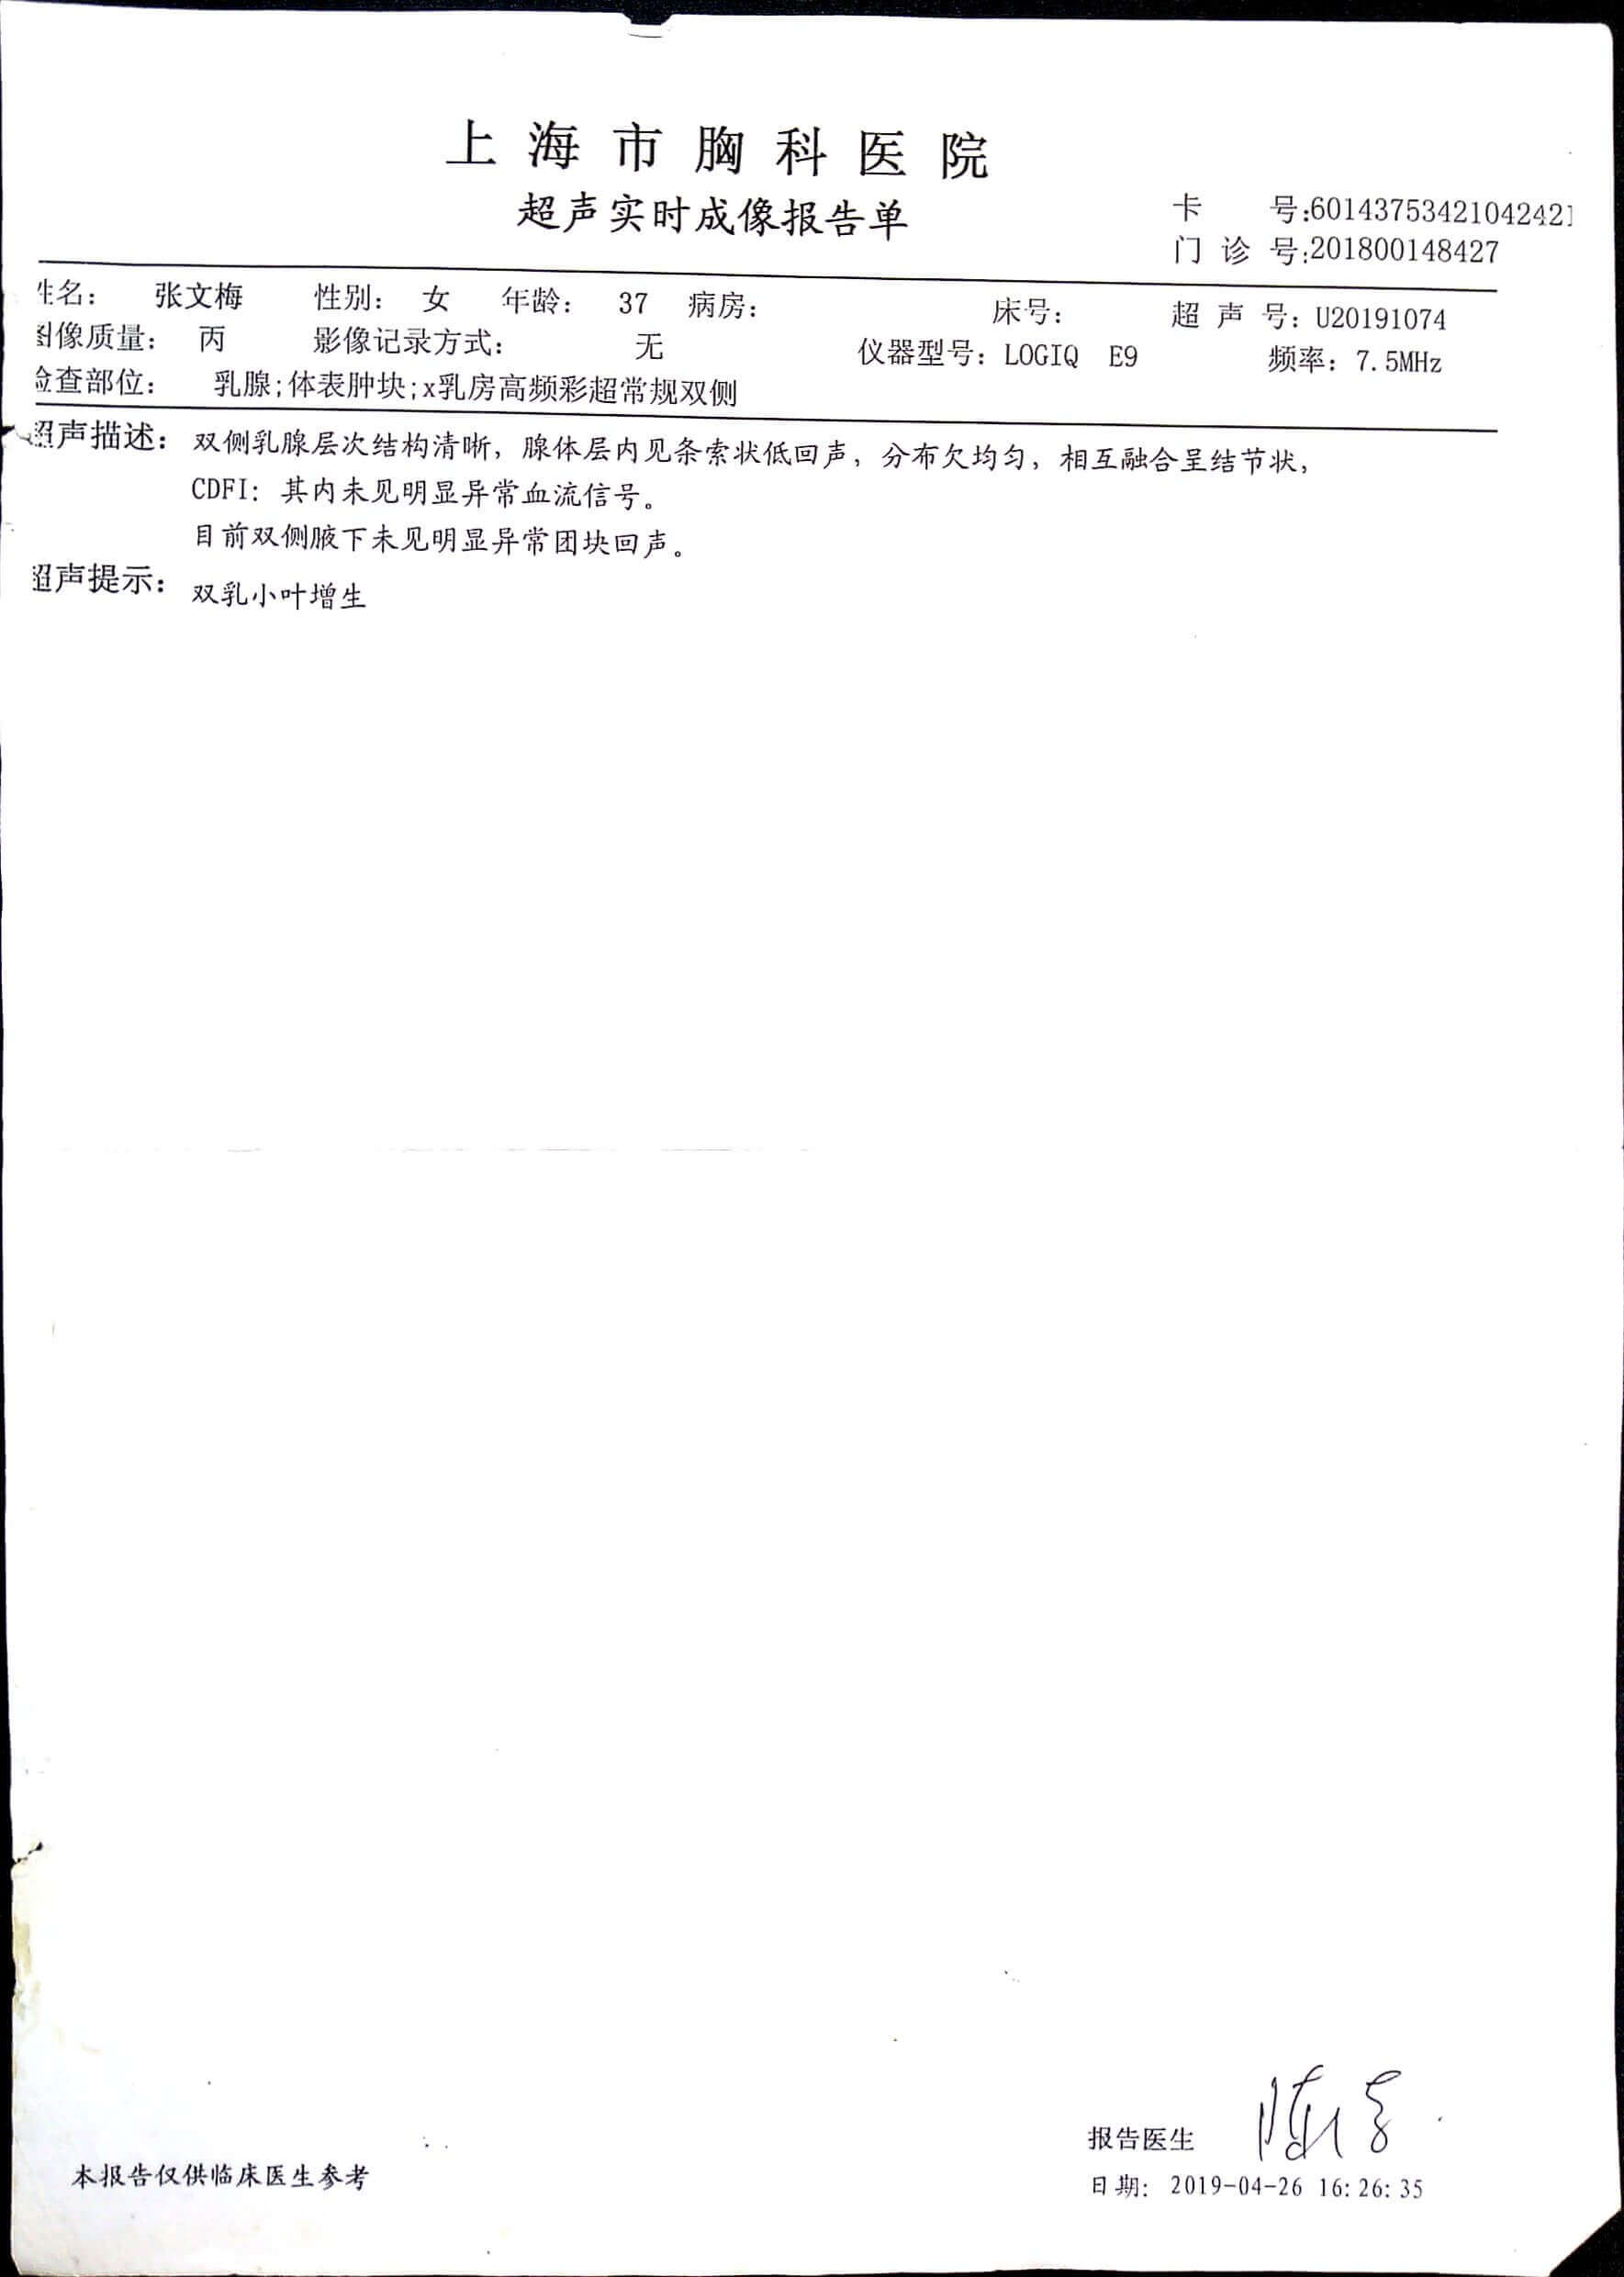 上海市胸科医院
超声实时成像报告单
卡 号:60143753421042421
门 诊 号:201800148427
姓名: 张文梅 性别: 女 年龄: 37 病房: 床号: 超 声 号: U20191074
图像质量: 丙 影像记录方式: 无 仪器型号: LOGIQ E9 频率: 7.5MHz
检查部位: 乳腺;体表肿块;x乳房高频彩超常规双侧
超声描述: 双侧乳腺层次结构清晰, 腺体层内见条索状低回声, 分布欠均匀, 相互融合呈结节状,
CDFI: 其内未见明显异常血流信号。
目前双侧腋下未见明显异常团块回声。
超声提示: 双乳小叶增生
报告医生
本报告仅供临床医生参考
日期: 2019-04-26 16:26:35